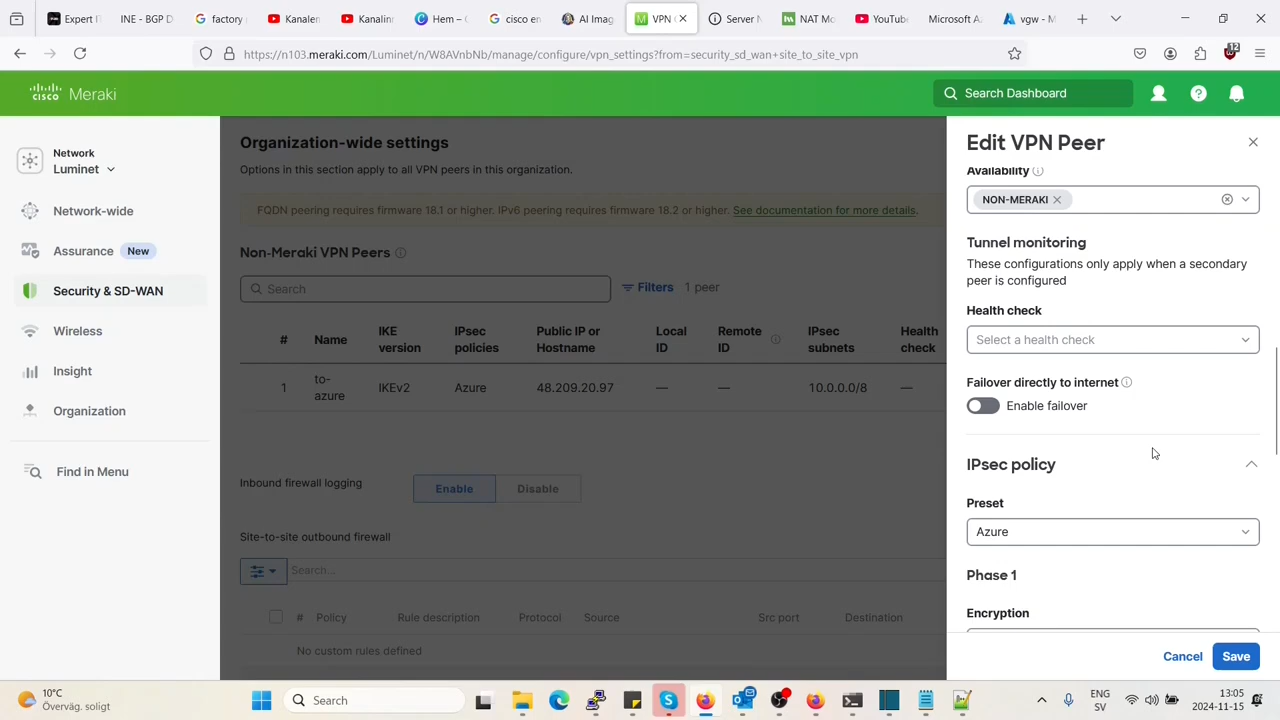 Expert
INE - BGP D
factory
Kanalen
Kanalin
Hem –
cisco en
AI Imag
VPN
Server
NAT Mo
YouTube
Microsoft A
vgw - M
https://n103.meraki.com/Luminet/n/W8AVnbNb/manage/configure/vpn_settings?from=security_sd_wan+site_to_site_vpn
12
CISCO Meraki
Search Dashboard
Network
Luminet
Network-wide
Assurance New
Security & SD-WAN
Wireless
Insight
Organization
Find in Menu
Organization-wide settings
Options in this section apply to all VPN peers in this organization.
FQDN peering requires firmware 18.1 or higher. IPv6 peering requires firmware 18.2 or higher. See documentation for more details.
Non-Meraki VPN Peers
Search
Filters 1 peer
# Name IKE version IPsec policies Public IP or Hostname Local ID Remote ID IPsec subnets Health check
1 to-azure IKEv2 Azure 48.209.20.97 — — 10.0.0.0/8 —
Inbound firewall logging Enable Disable
Site-to-site outbound firewall
Search...
# Policy Rule description Protocol Source Src port Destination
No custom rules defined
Edit VPN Peer
Availability
NON-MERAKI
Tunnel monitoring
These configurations only apply when a secondary
peer is configured
Health check
Select a health check
Failover directly to internet
Enable failover
IPsec policy
Preset
Azure
Phase 1
Encryption
Cancel Save
10°C
Överväg. soligt
Search
ENG
SV
13:05
2024-11-15